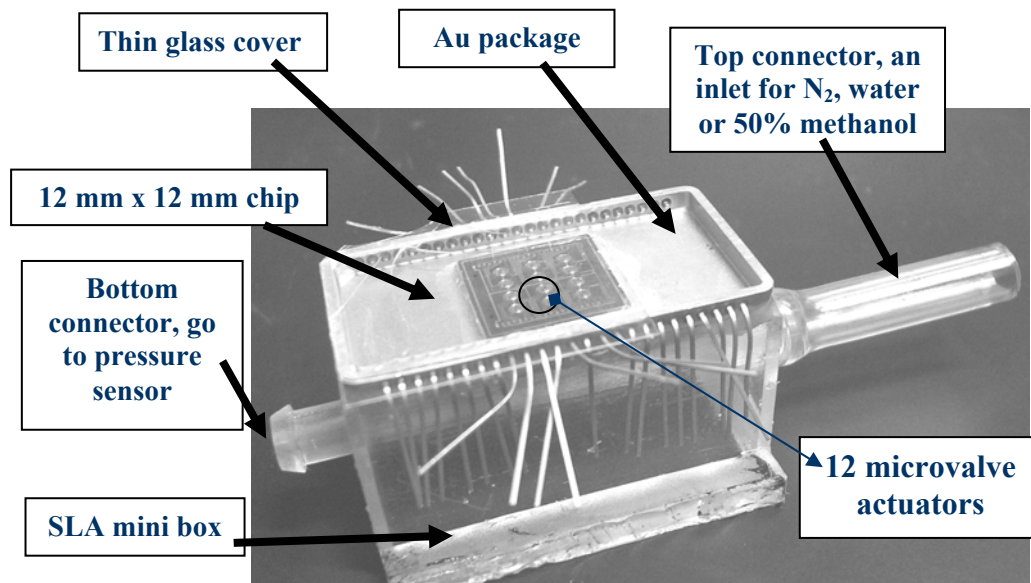 Thin glass cover
Au package
Top connector, an
inlet for N₂, water
or 50% methanol
12 mm x 12 mm chip
Bottom
connector, go
to pressure
sensor
12 microvalve
actuators
SLA mini box